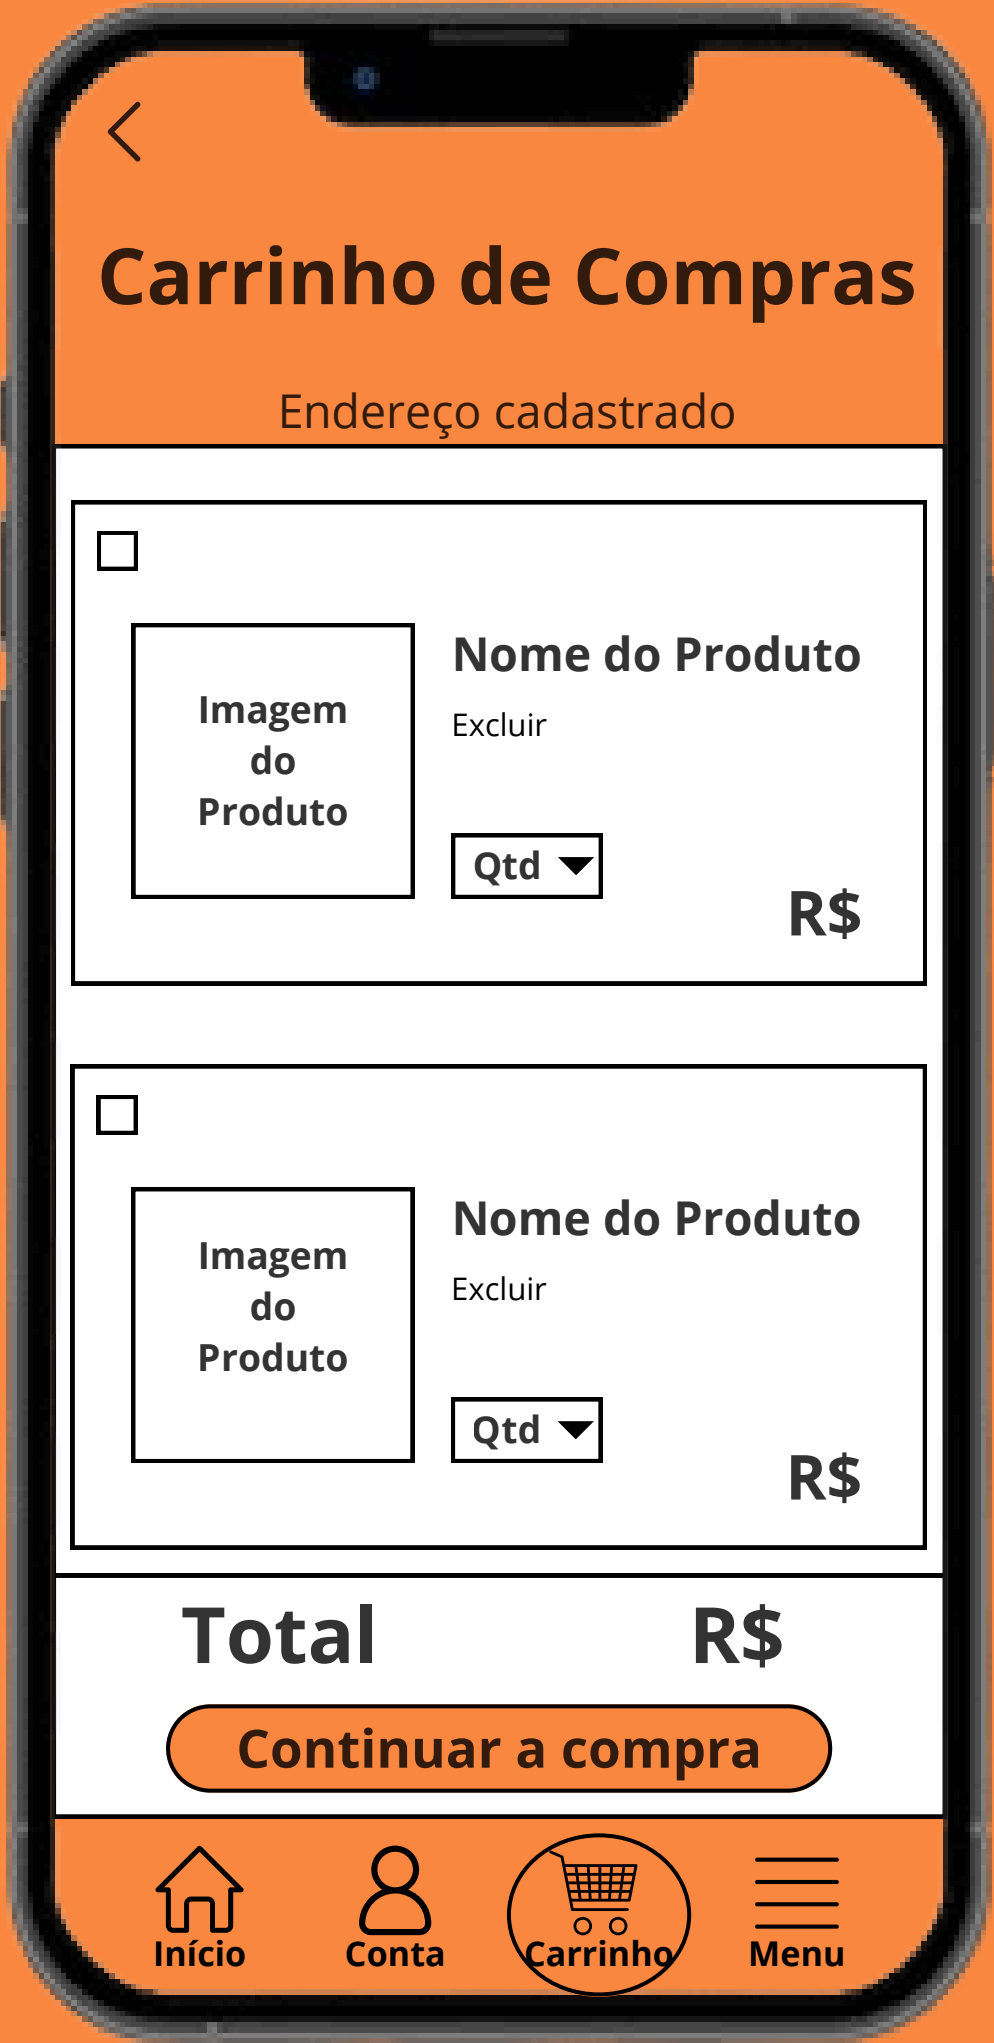 Carrinho de Compras
Endereço cadastrado
Imagem
do
Produto
Nome do Produto
Excluir
Qtd
R$
Imagem
do
Produto
Nome do Produto
Excluir
Qtd
R$
Total R$
Continuar a compra
Início Conta Carrinho Menu